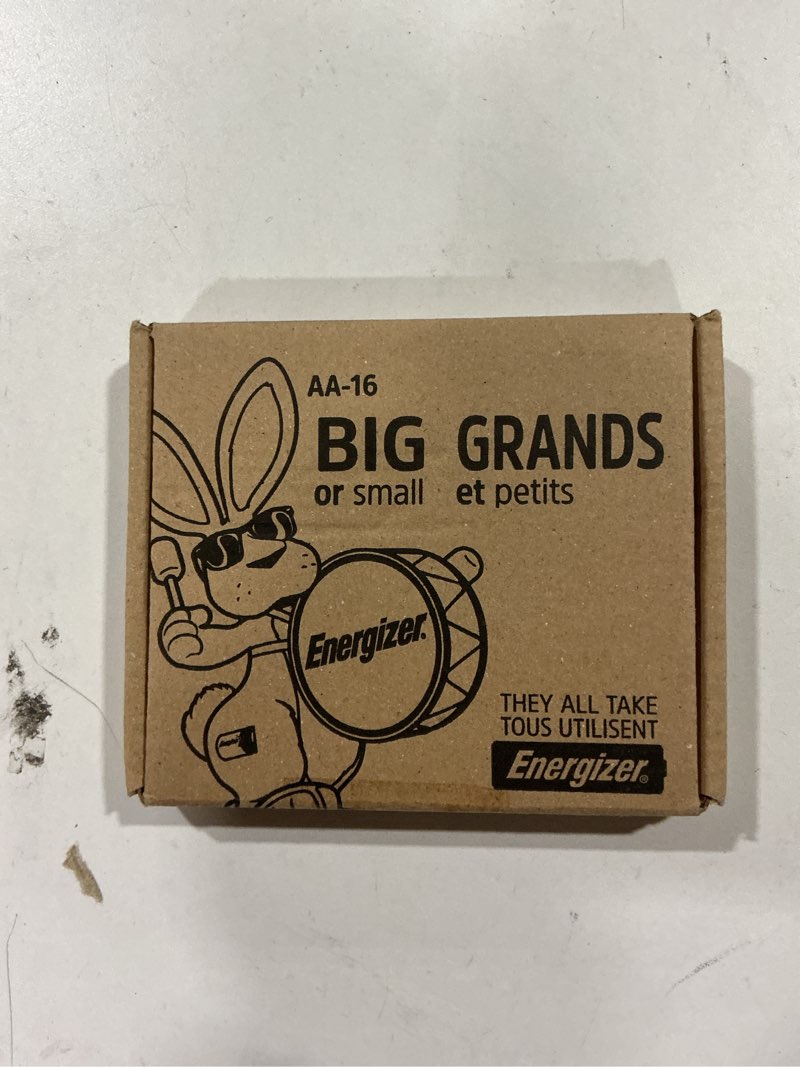 AA-16
BIG GRANDS
or small et petits
Energizer.
THEY ALL TAKE
TOUS UTILISENT
Energizer®